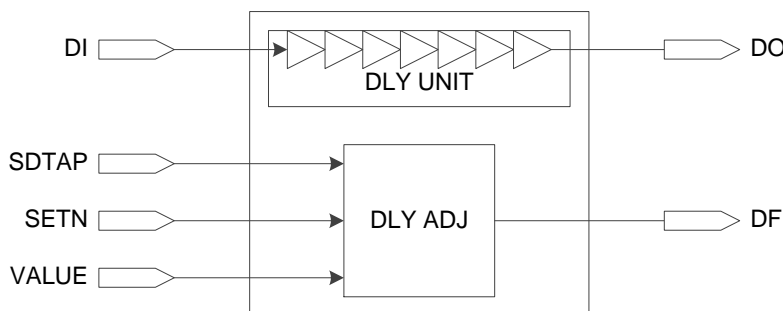 DI
DO
DLY UNIT
SDTAP
SETN
DLY ADJ
DF
VALUE